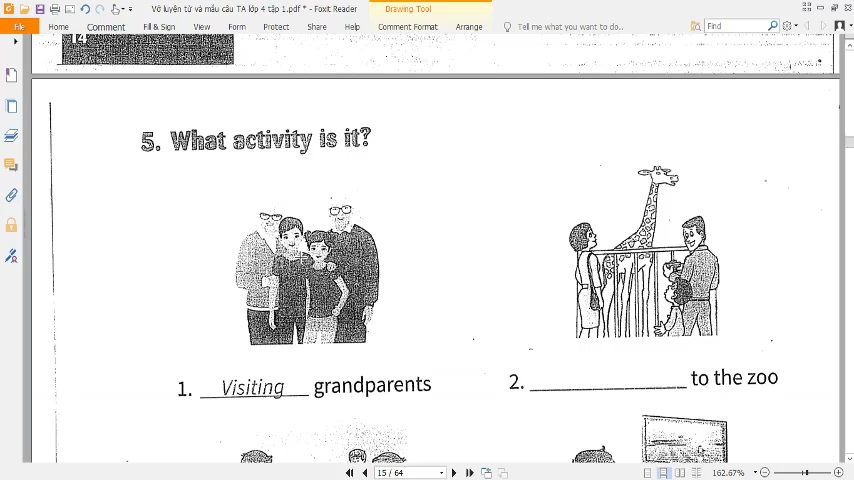 Vở luyện từ và mẫu câu TA lớp 4 tập 1.pdf * - Foxit Reader
Drawing Tool
File Home Comment Fill & Sign View Form Protect Share Help Comment Format Arrange Tell me what you want to do.. Find
14
5. What activity is it?
1. Visiting grandparents
2. ______________ to the zoo
15 / 64
162.67%